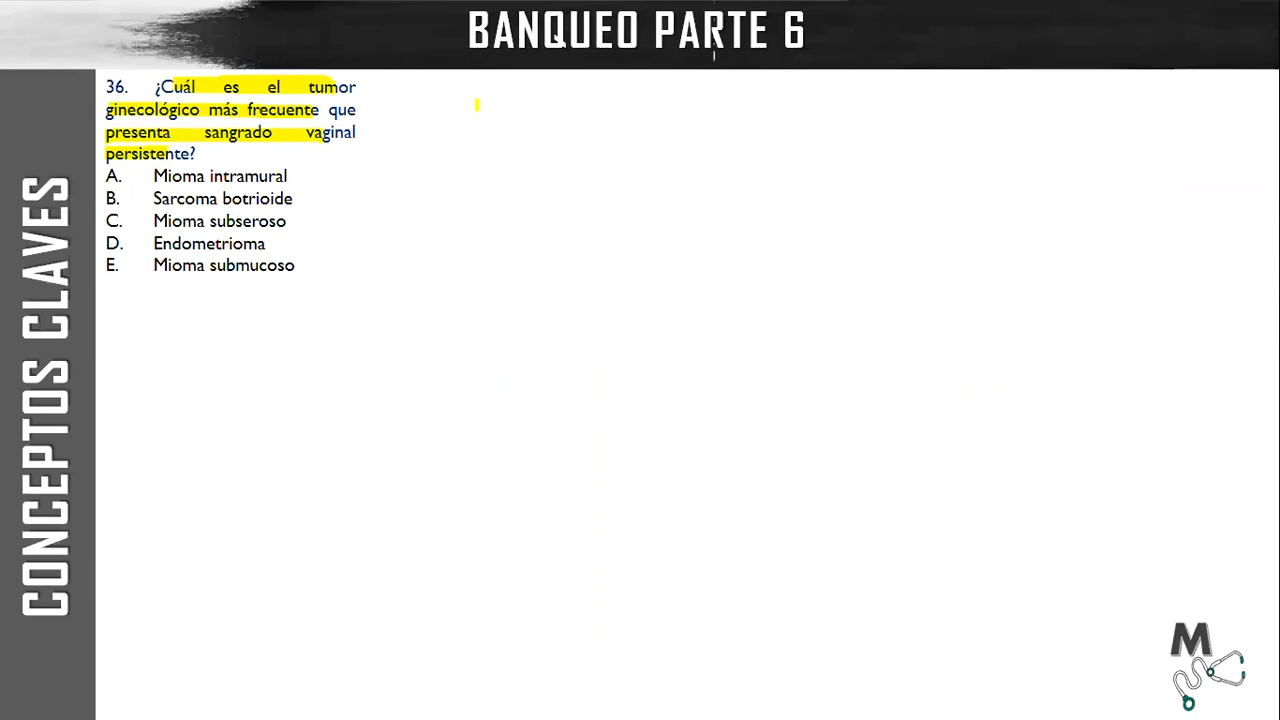 BANQUEO PARTE 6
CONCEPTOS CLAVES
36. ¿Cuál es el tumor
ginecológico más frecuente que
presenta sangrado vaginal
persistente?
A. Mioma intramural
B. Sarcoma botrioide
C. Mioma subseroso
D. Endometrioma
E. Mioma submucoso
M